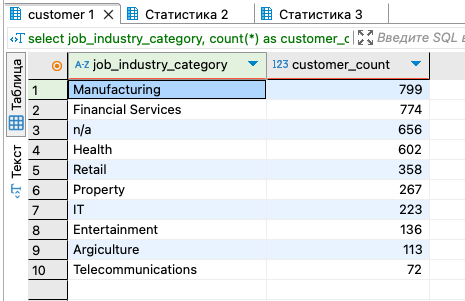 customer 1 Статистика 2 Статистика 3
select job_industry_category, count(*) as customer_c Введите SQL в
Таблица
Текст
A-Z job_industry_category 123 customer_count
1 Manufacturing 799
2 Financial Services 774
3 n/a 656
4 Health 602
5 Retail 358
6 Property 267
7 IT 223
8 Entertainment 136
9 Argiculture 113
10 Telecommunications 72